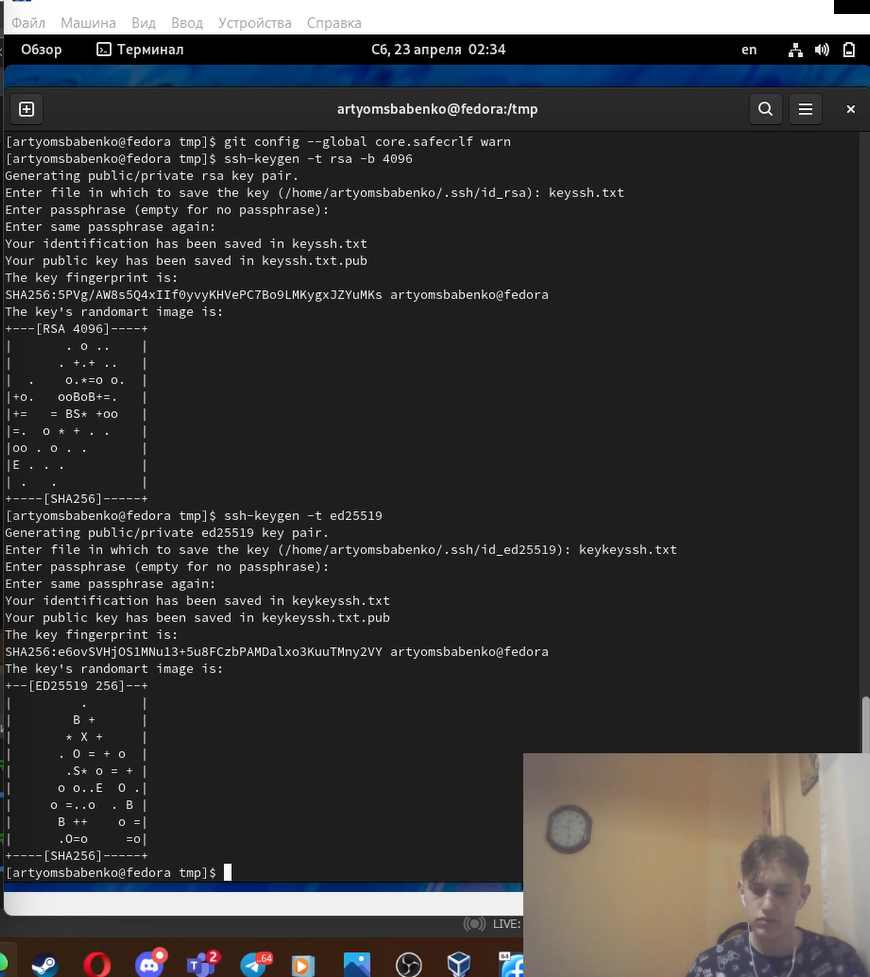 Файл Машина Вид Ввод Устройства Справка
Обзор Терминал Сб, 23 апреля 02:34 en
artyomsbabenko@fedora:/tmp
[artyomsbabenko@fedora tmp]$ git config --global core.safecrlf warn
[artyomsbabenko@fedora tmp]$ ssh-keygen -t rsa -b 4096
Generating public/private rsa key pair.
Enter file in which to save the key (/home/artyomsbabenko/.ssh/id_rsa): keyssh.txt
Enter passphrase (empty for no passphrase):
Enter same passphrase again:
Your identification has been saved in keyssh.txt
Your public key has been saved in keyssh.txt.pub
The key fingerprint is:
SHA256:5PVg/AW8s5Q4xIIf0yvyKHVePC7Bo9LMKygxJZYuMKs artyomsbabenko@fedora
The key's randomart image is:
+---[RSA 4096]----+
|       . o ..    |
|      . +.+ ..   |
|  .    o.*=o o.  |
|+o.   ooBoB+=.   |
|+=   = BS* +oo   |
|=.  o * + . .    |
|oo . o . .       |
|E . . .          |
| .   .           |
+----[SHA256]-----+
[artyomsbabenko@fedora tmp]$ ssh-keygen -t ed25519
Generating public/private ed25519 key pair.
Enter file in which to save the key (/home/artyomsbabenko/.ssh/id_ed25519): keykeyssh.txt
Enter passphrase (empty for no passphrase):
Enter same passphrase again:
Your identification has been saved in keykeyssh.txt
Your public key has been saved in keykeyssh.txt.pub
The key fingerprint is:
SHA256:e6ovSVHjOS1MNu13+5u8FCzbPAMDalxo3KuuTMny2VY artyomsbabenko@fedora
The key's randomart image is:
+--[ED25519 256]--+
|         .       |
|        B +      |
|       * X +     |
|      . O = + o  |
|       .S* o = + |
|      o o..E  O .|
|     o =..o  . B |
|      B ++    o =|
|      .O=o     =o|
+----[SHA256]-----+
[artyomsbabenko@fedora tmp]$
LIVE:
2
.64
64